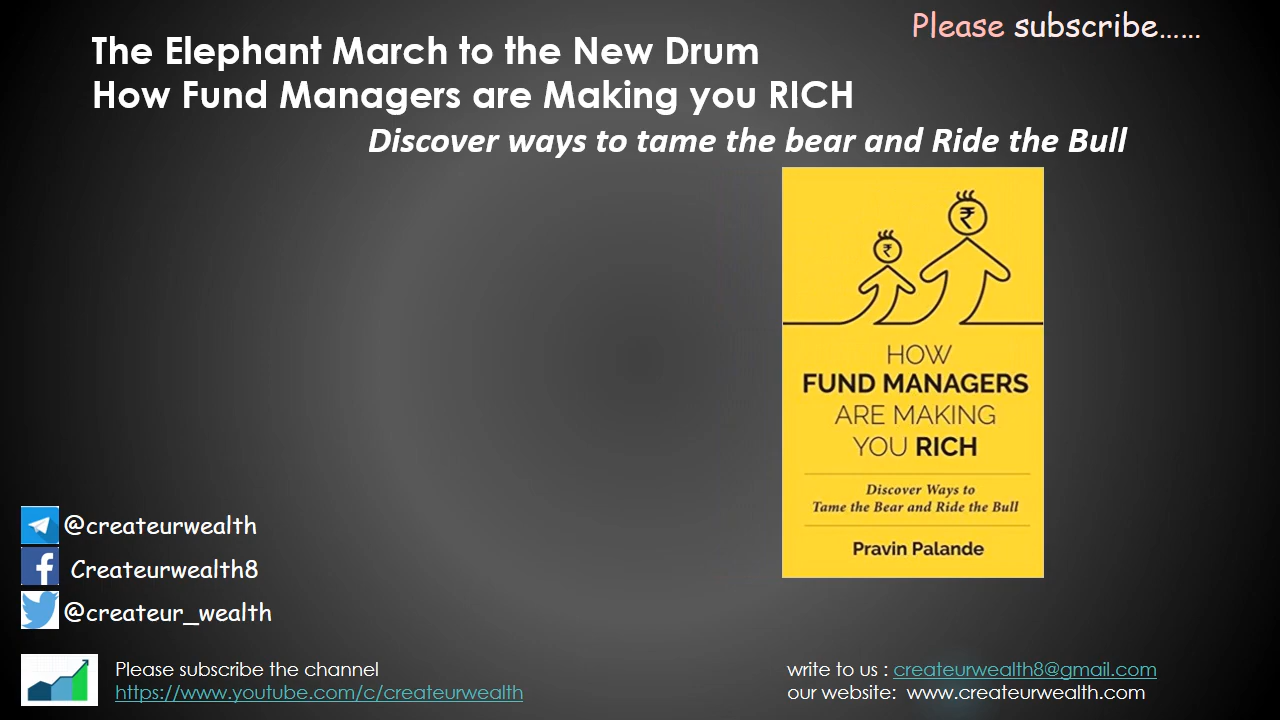 Please subscribe......
The Elephant March to the New Drum
How Fund Managers are Making you RICH
Discover ways to tame the bear and Ride the Bull
₹
₹
HOW
FUND MANAGERS
ARE MAKING
YOU RICH
Discover Ways to
Tame the Bear and Ride the Bull
Pravin Palande
@createurwealth
Createurwealth8
@createur_wealth
Please subscribe the channel
https://www.youtube.com/c/createurwealth
write to us : createurwealth8@gmail.com
our website:  www.createurwealth.com